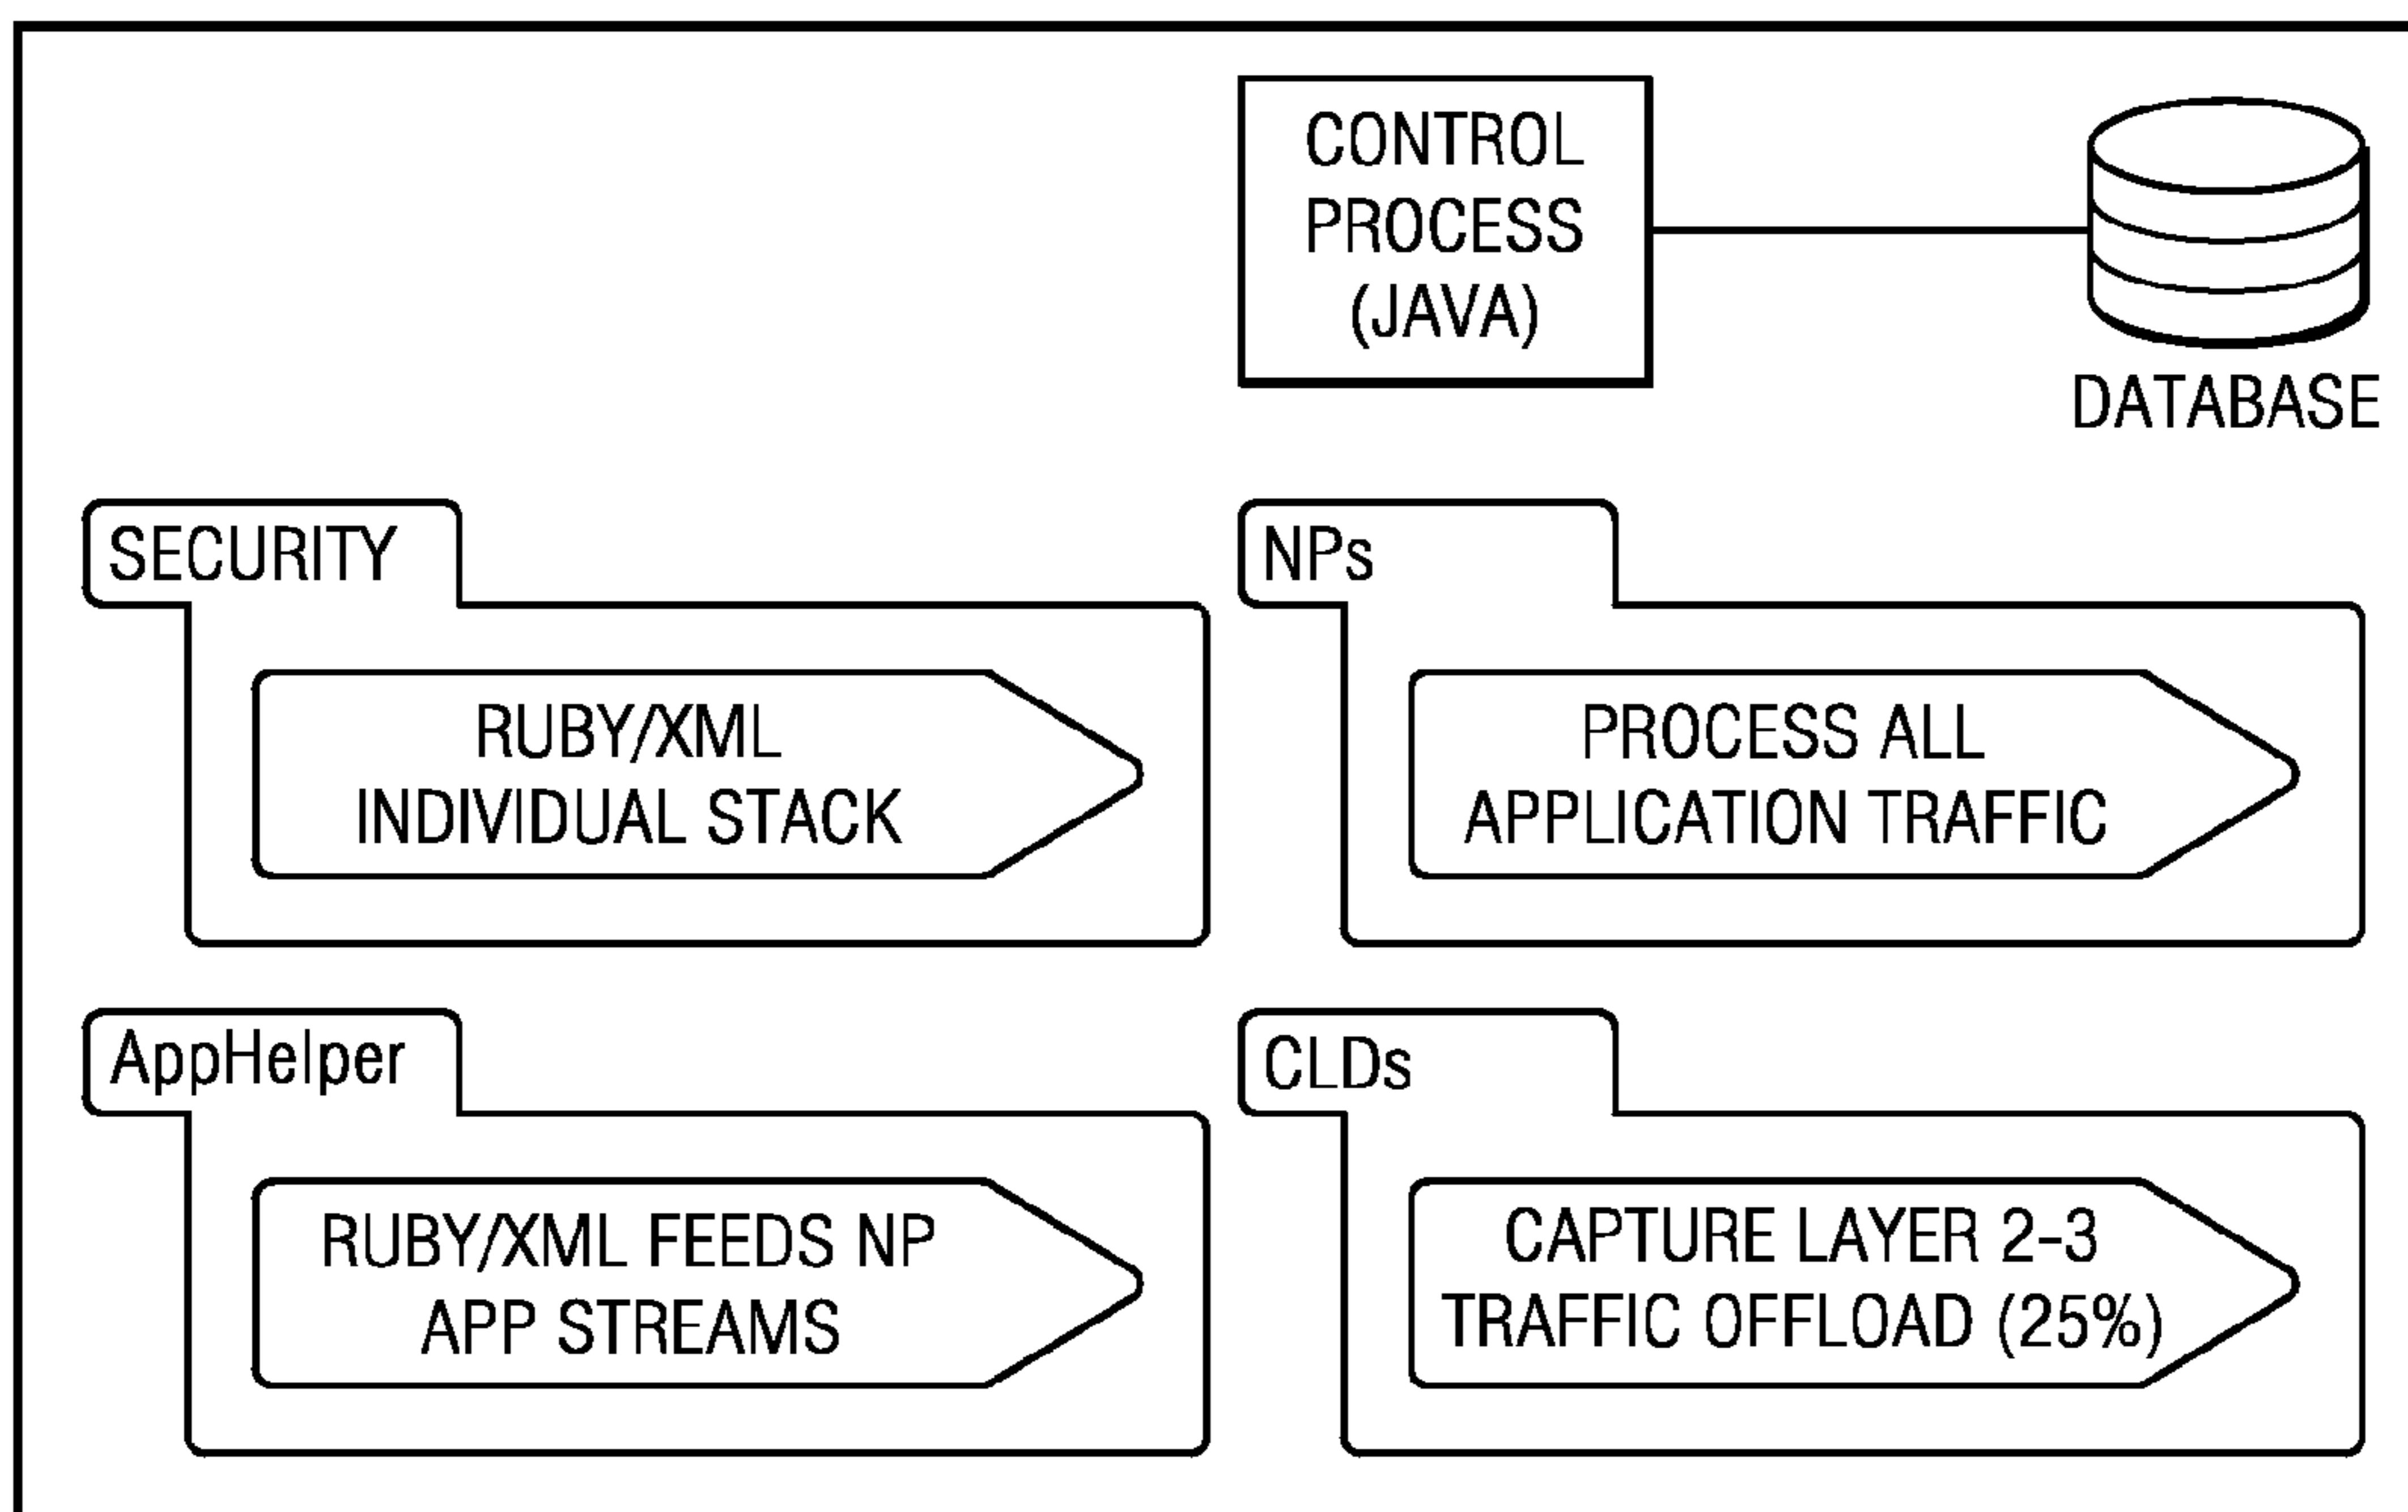 CONTROL
PROCESS
(JAVA)
DATABASE
SECURITY
RUBY/XML
INDIVIDUAL STACK
NPs
PROCESS ALL
APPLICATION TRAFFIC
AppHelper
RUBY/XML FEEDS NP
APP STREAMS
CLDs
CAPTURE LAYER 2-3
TRAFFIC OFFLOAD (25%)